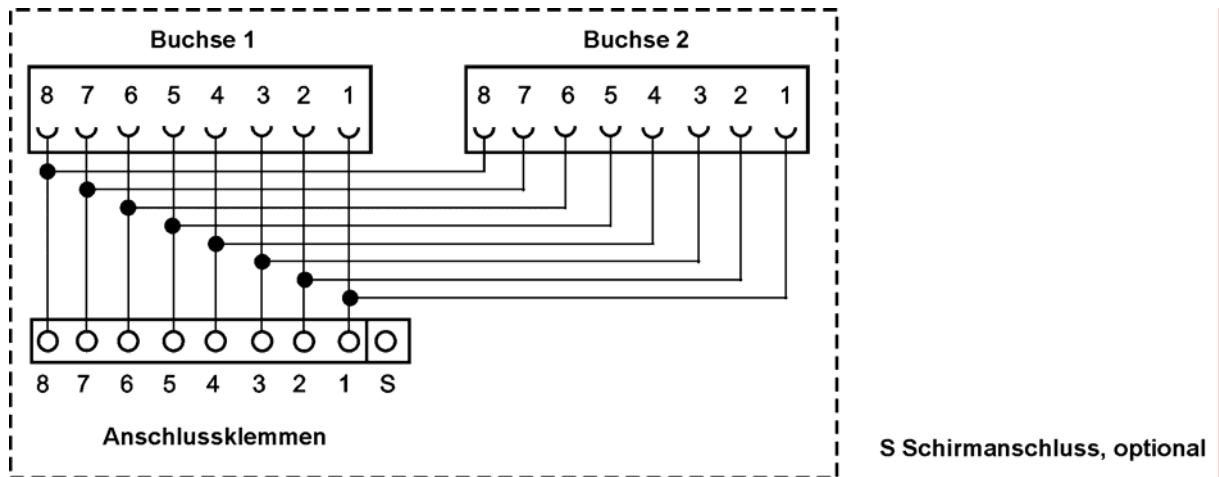 Buchse 1
Buchse 2
8 7 6 5 4 3 2 1
8 7 6 5 4 3 2 1
8 7 6 5 4 3 2 1 S
Anschlussklemmen
S Schirmanschluss, optional